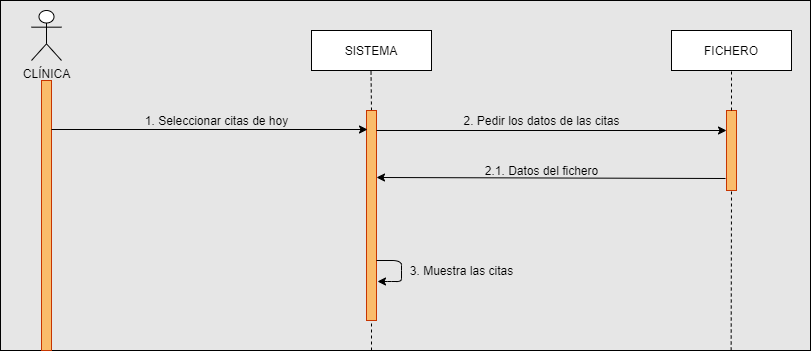 CLÍNICA
SISTEMA
FICHERO
1. Seleccionar citas de hoy
2. Pedir los datos de las citas
2.1. Datos del fichero
3. Muestra las citas